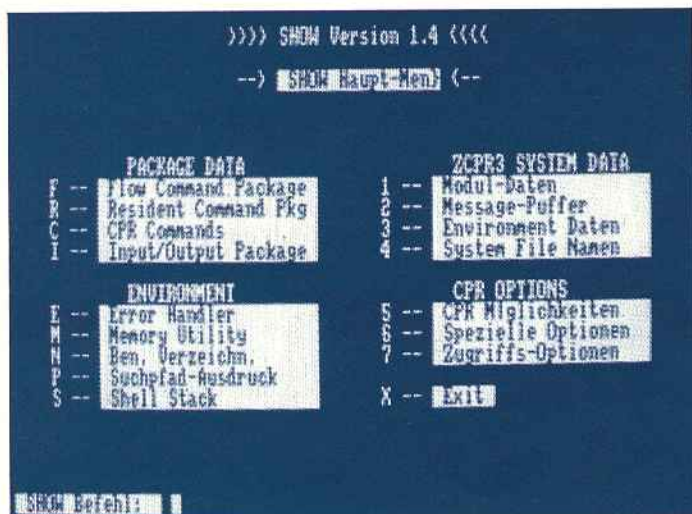 >>>> SHOW Version 1.4 <<<<
--> SHOW Haupt-Men} <--
PACKAGE DATA
F -- Flow Command Package
R -- Resident Command Pkg
C -- CPR Commands
I -- Input/Output Package
ZCPR3 SYSTEM DATA
1 -- Modul-Daten
2 -- Message-Puffer
3 -- Environment Daten
4 -- System File Namen
ENVIRONMENT
E -- Error Handler
M -- Memory Utility
N -- Ben. Verzeichn.
P -- Suchpfad-Ausdruck
S -- Shell Stack
CPR OPTIONS
5 -- CPR M|glichkeiten
6 -- Spezielle Optionen
7 -- Zugriffs-Optionen
X -- Exit
SHOW Befehl: